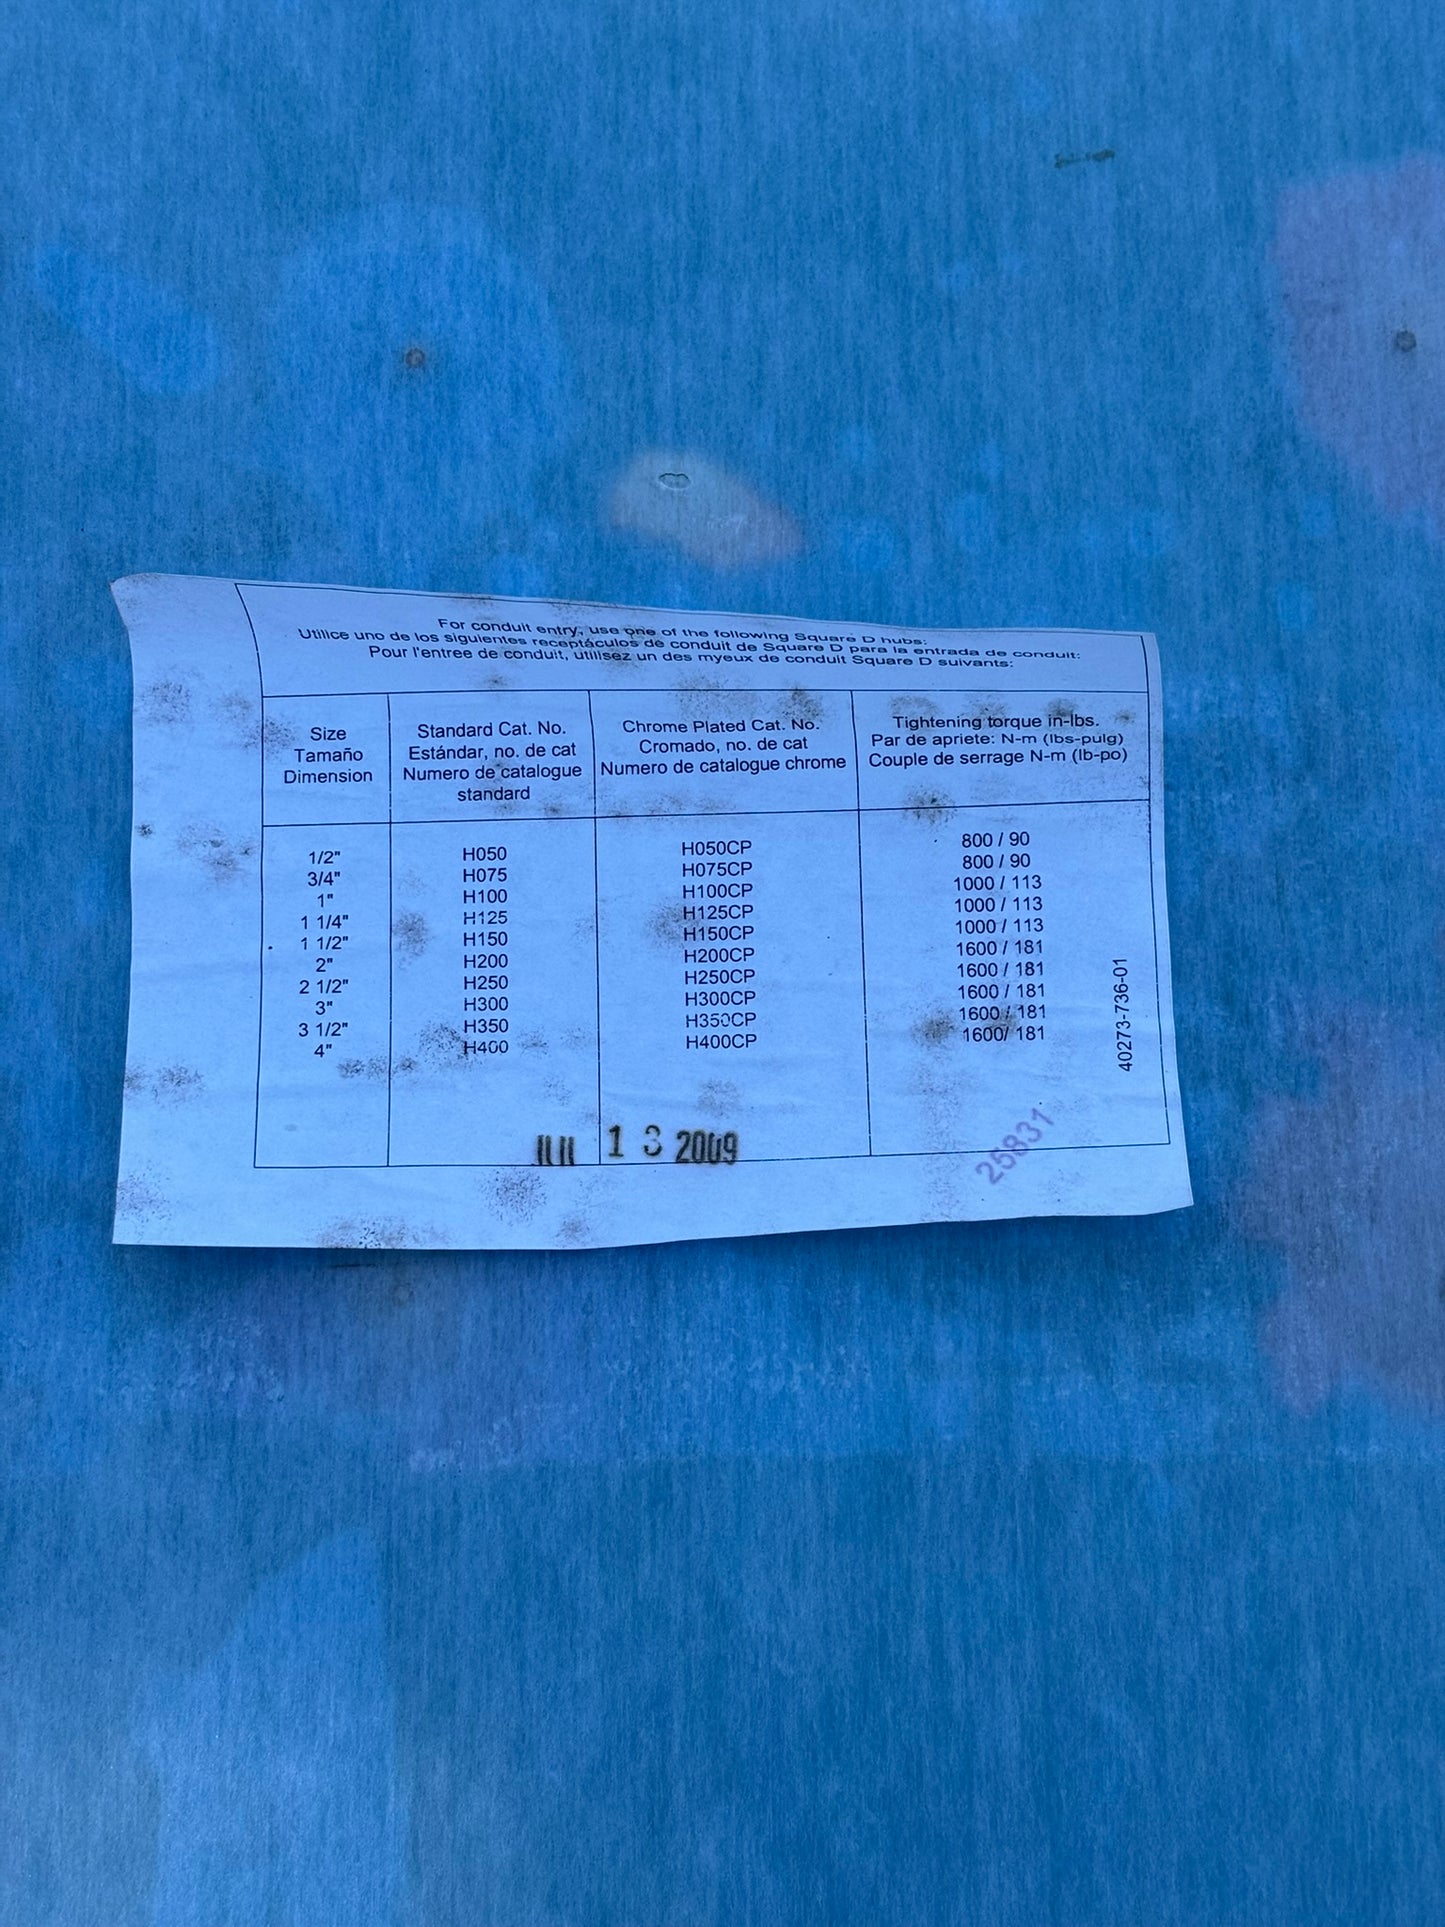 For conduit entry, use one of the following Square D hubs:
Utilice uno de los siguientes receptáculos de conduit de Square D para la entrada de conduit:
Pour l'entree de conduit, utilisez un des myeux de conduit Square D suivants:
Size
Tamaño
Dimension
Standard Cat. No.
Estándar, no. de cat
Numero de catalogue
standard
Chrome Plated Cat. No.
Cromado, no. de cat
Numero de catalogue chrome
Tightening torque in-lbs.
Par de apriete: N-m (lbs-pulg)
Couple de serrage N-m (lb-po)
1/2" H050 H050CP 800 / 90
3/4" H075 H075CP 800 / 90
1" H100 H100CP 1000 / 113
1 1/4" H125 H125CP 1000 / 113
1 1/2" H150 H150CP 1000 / 113
2" H200 H200CP 1600 / 181
2 1/2" H250 H250CP 1600 / 181
3" H300 H300CP 1600 / 181
3 1/2" H350 H350CP 1600 / 181
4" H400 H400CP 1600/ 181
40273-736-01
2009
25831